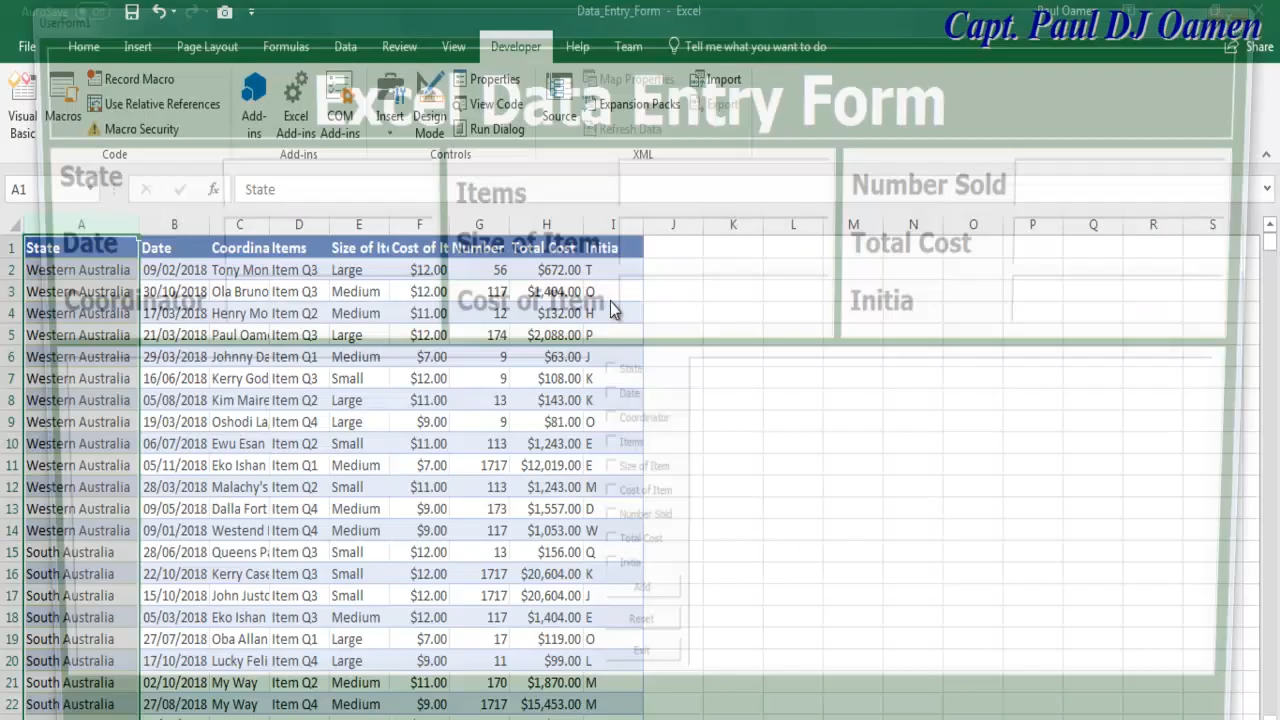 AutoSave Off
Data_Entry_Form - Excel
Paul Oame
UserForm1
Capt. Paul DJ Oamen
File Home Insert Page Layout Formulas Data Review View Developer Help Team Tell me what you want to do Share
Visual Basic
Macros
Record Macro
Use Relative References
Macro Security
Code
Add-ins
Excel Add-ins
COM Add-ins
Add-ins
Insert
Design Mode
Properties
View Code
Run Dialog
Controls
Source
Map Properties
Expansion Packs
Refresh Data
Import
Export
XML
Excel Data Entry Form
State
Date
Coordinator
Items
Size of Item
Cost of Item
Number Sold
Total Cost
Initia
A1 fx State
A B C D E F G H I J K L M N O P Q R S
1 State Date Coordina Items Size of Ite Cost of It Number Total Cost Initia
2 Western Australia 09/02/2018 Tony Mon Item Q3 Large $12.00 56 $672.00 T
3 Western Australia 30/10/2018 Ola Bruno Item Q3 Medium $12.00 117 $1,404.00 O
4 Western Australia 17/03/2018 Henry Mo Item Q2 Medium $11.00 12 $132.00 H
5 Western Australia 21/03/2018 Paul Oame Item Q3 Large $12.00 174 $2,088.00 P
6 Western Australia 29/03/2018 Johnny Da Item Q1 Medium $7.00 9 $63.00 J
7 Western Australia 16/06/2018 Kerry God Item Q3 Small $12.00 9 $108.00 K
8 Western Australia 05/08/2018 Kim Maire Item Q2 Large $11.00 13 $143.00 K
9 Western Australia 19/03/2018 Oshodi La Item Q4 Large $9.00 9 $81.00 O
10 Western Australia 06/07/2018 Ewu Esan Item Q2 Small $11.00 113 $1,243.00 E
11 Western Australia 05/11/2018 Eko Ishan Item Q1 Medium $7.00 1717 $12,019.00 E
12 Western Australia 28/03/2018 Malachy's Item Q2 Small $11.00 113 $1,243.00 M
13 Western Australia 09/05/2018 Dalla Fort Item Q4 Medium $9.00 173 $1,557.00 D
14 Western Australia 09/01/2018 Westend Item Q4 Medium $9.00 117 $1,053.00 W
15 South Australia 28/06/2018 Queens Pa Item Q3 Small $12.00 13 $156.00 Q
16 South Australia 22/10/2018 Kerry Case Item Q3 Small $12.00 1717 $20,604.00 K
17 South Australia 15/10/2018 John Justo Item Q3 Small $12.00 1717 $20,604.00 J
18 South Australia 05/03/2018 Eko Ishan Item Q3 Medium $12.00 117 $1,404.00 E
19 South Australia 27/07/2018 Oba Allan Item Q1 Large $7.00 17 $119.00 O
20 South Australia 17/10/2018 Lucky Feli Item Q4 Large $9.00 11 $99.00 L
21 South Australia 02/10/2018 My Way Item Q2 Medium $11.00 170 $1,870.00 M
22 South Australia 27/08/2018 My Way Item Q4 Medium $9.00 1717 $15,453.00 M
State
Date
Coordinator
Items
Size of Item
Cost of Item
Number Sold
Total Cost
Initia
Add
Reset
Exit